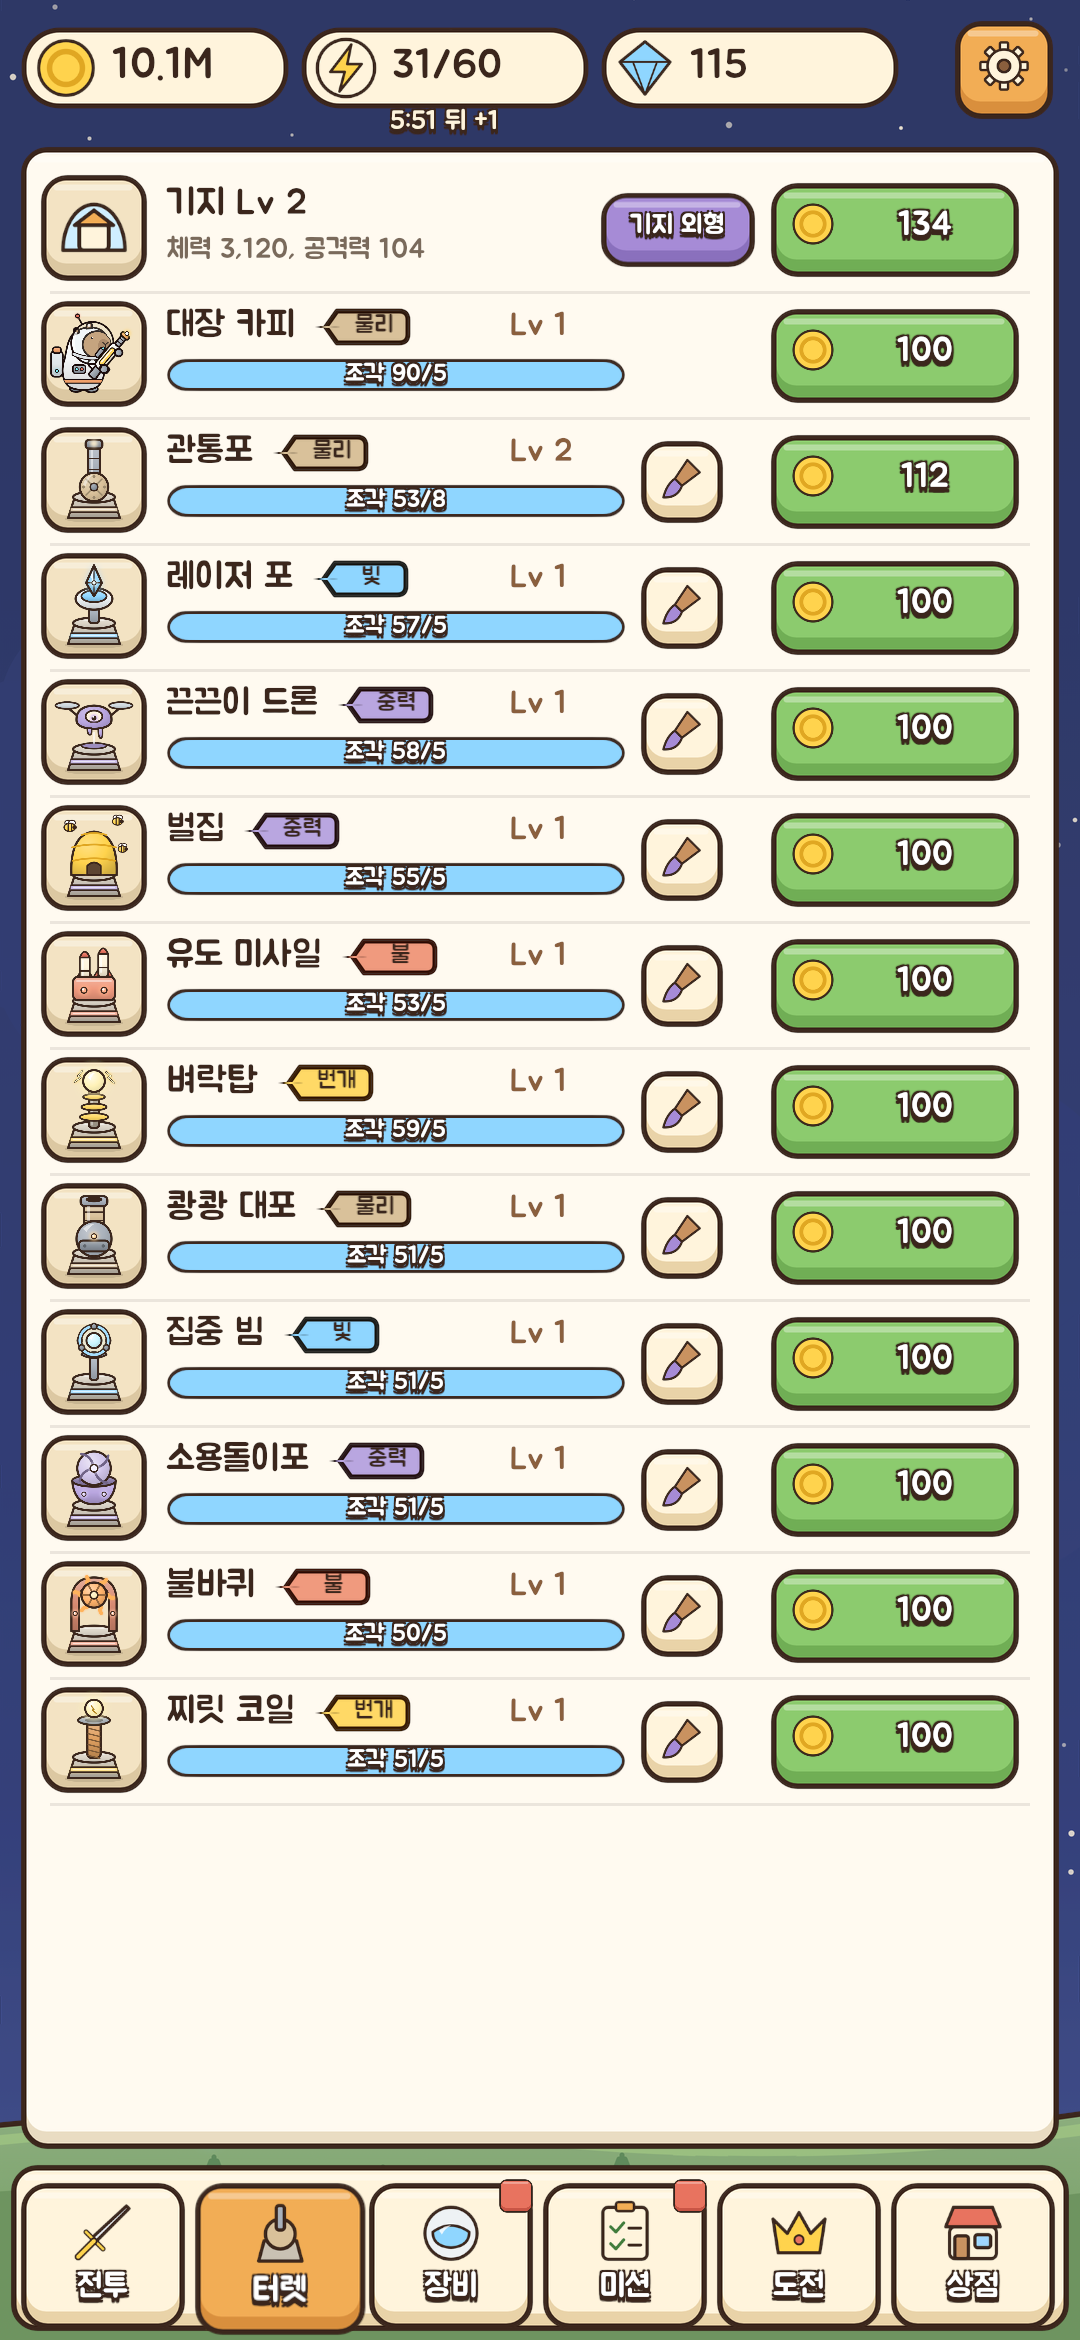 10.1M
31/60
115
5:51 뒤 +1
기지 Lv 2
체력 3,120, 공격력 104
기지 외형
134
대장 카피
물리
Lv 1
조각 90/5
100
관통포
물리
Lv 2
조각 53/8
112
레이저 포
빛
Lv 1
조각 57/5
100
끈끈이 드론
중력
Lv 1
조각 58/5
100
벌집
중력
Lv 1
조각 55/5
100
유도 미사일
불
Lv 1
조각 53/5
100
벼락탑
번개
Lv 1
조각 59/5
100
쾅쾅 대포
물리
Lv 1
조각 51/5
100
집중 빔
빛
Lv 1
조각 51/5
100
소용돌이포
중력
Lv 1
조각 51/5
100
불바퀴
불
Lv 1
조각 50/5
100
찌릿 코일
번개
Lv 1
조각 51/5
100
전투
터렛
장비
미션
도전
상점